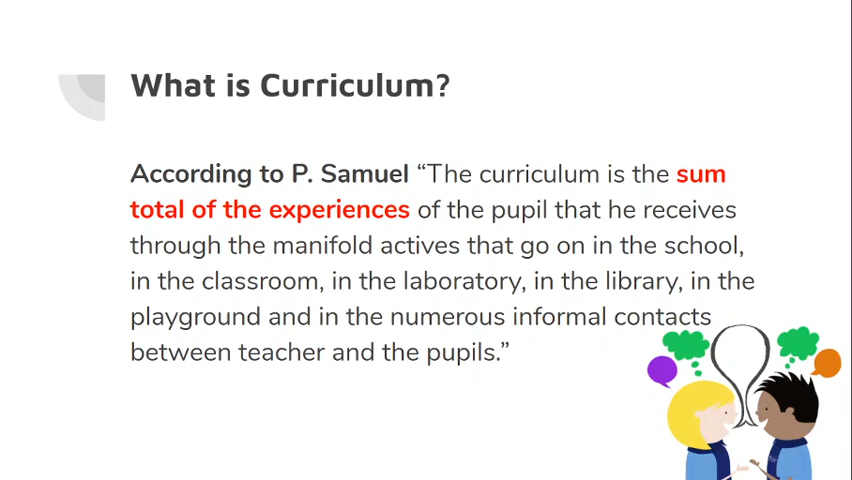 What is Curriculum?
According to P. Samuel “The curriculum is the sum
total of the experiences of the pupil that he receives
through the manifold actives that go on in the school,
in the classroom, in the laboratory, in the library, in the
playground and in the numerous informal contacts
between teacher and the pupils.”